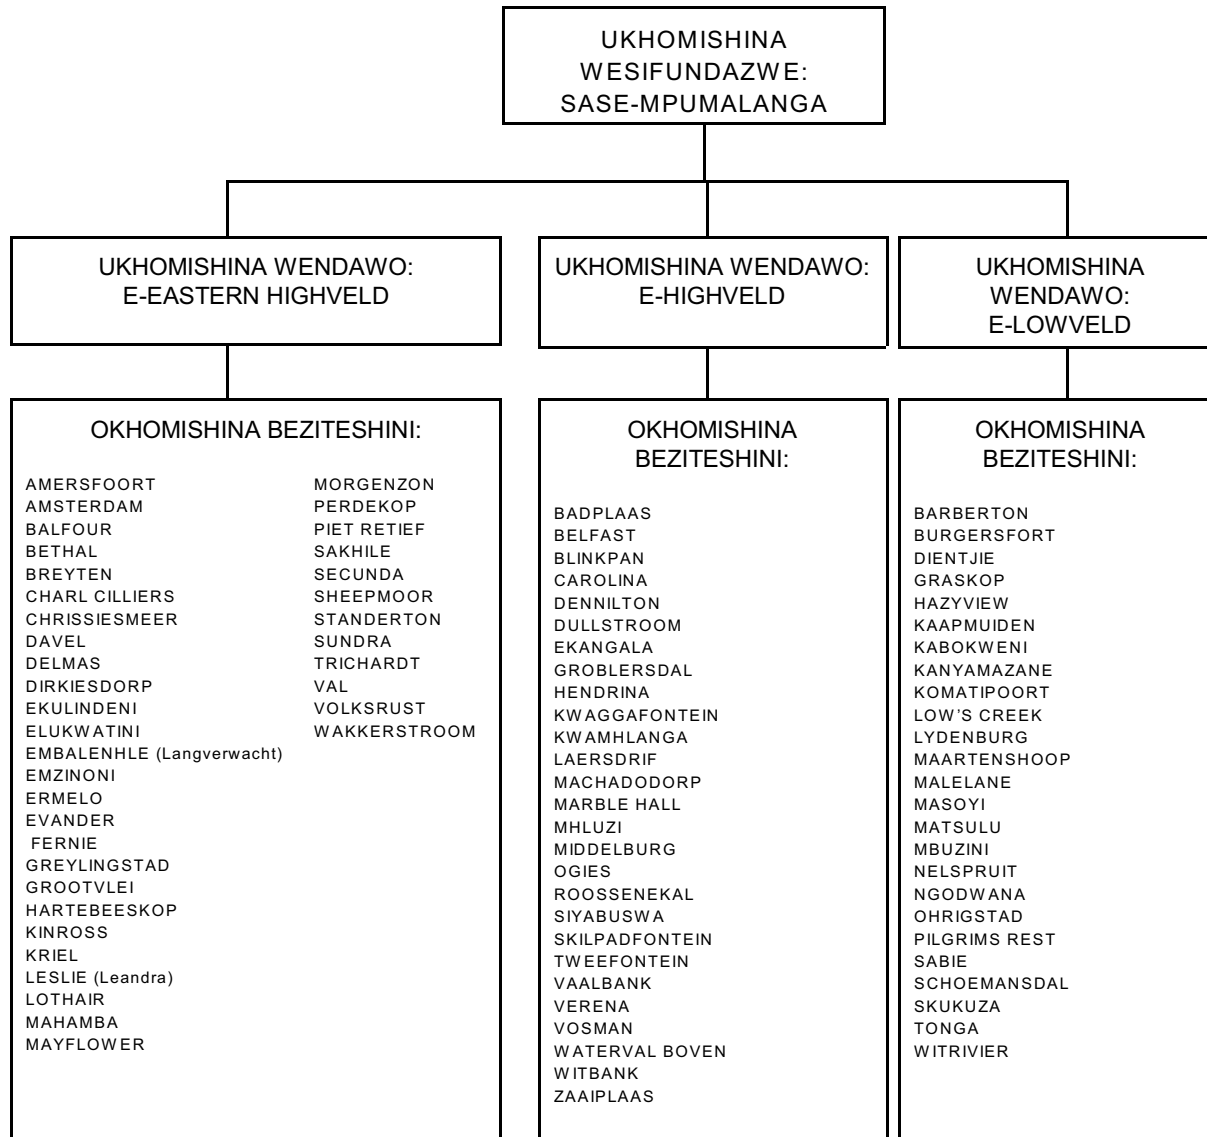 UKHOMISHINA
WESIFUNDAZWE:
SASE-MPUMALANGA
UKHOMISHINA WENDAWO:
E-EASTERN HIGHVELD
UKHOMISHINA WENDAWO:
E-HIGHVELD
UKHOMISHINA
WENDAWO:
E-LOWVELD
OKHOMISHINA BEZITESHINI:
AMERSFOORT
AMSTERDAM
BALFOUR
BETHAL
BREYTEN
CHARL CILLIERS
CHRISSIESMEER
DAVEL
DELMAS
DIRKIESDORP
EKULINDENI
ELUKWATINI
EMBALENHLE (Langverwacht)
EMZINONI
ERMELO
EVANDER
FERNIE
GREYLINGSTAD
GROOTVLEI
HARTEBEESKOP
KINROSS
KRIEL
LESLIE (Leandra)
LOTHAIR
MAHAMBA
MAYFLOWER
MORGENZON
PERDEKOP
PIET RETIEF
SAKHILE
SECUNDA
SHEEPMOOR
STANDERTON
SUNDRA
TRICHARDT
VAL
VOLKSRUST
WAKKERSTROOM
OKHOMISHINA
BEZITESHINI:
BADPLAAS
BELFAST
BLINKPAN
CAROLINA
DENNILTON
DULLSTROOM
EKANGALA
GROBLERSDAL
HENDRINA
KWAGGAFONTEIN
KWAMHLANGA
LAERSDRIF
MACHADODORP
MARBLE HALL
MHLUZI
MIDDELBURG
OGIES
ROOSSENEKAL
SIYABUSWA
SKILPADFONTEIN
TWEEFONTEIN
VAALBANK
VERENA
VOSMAN
WATERVAL BOVEN
WITBANK
ZAAIPLAAS
OKHOMISHINA
BEZITESHINI:
BARBERTON
BURGERSFORT
DIENTJIE
GRASKOP
HAZYVIEW
KAAPMUIDEN
KABOKWENI
KANYAMAZANE
KOMATIPOORT
LOW'S CREEK
LYDENBURG
MAARTENSHOOP
MALELANE
MASOYI
MATSULU
MBUZINI
NELSPRUIT
NGODWANA
OHRIGSTAD
PILGRIMS REST
SABIE
SCHOEMANSDAL
SKUKUZA
TONGA
WITRIVIER